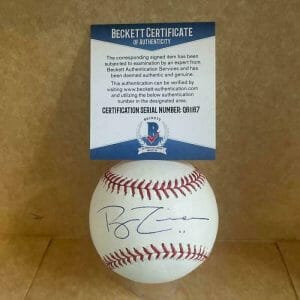 BECKETT CERTIFICATE
OF AUTHENTICITY
The corresponding signed item has been
subjected to examination by an expert from
Beckett Authentication Services and has been
deemed authentic and genuine.
This authentication can be verified by
visiting www.beckett-authentication.com
and utilizing the below authentication
number in the designated area.
CERTIFICATION SERIAL NUMBER:
BECKETT
B
11